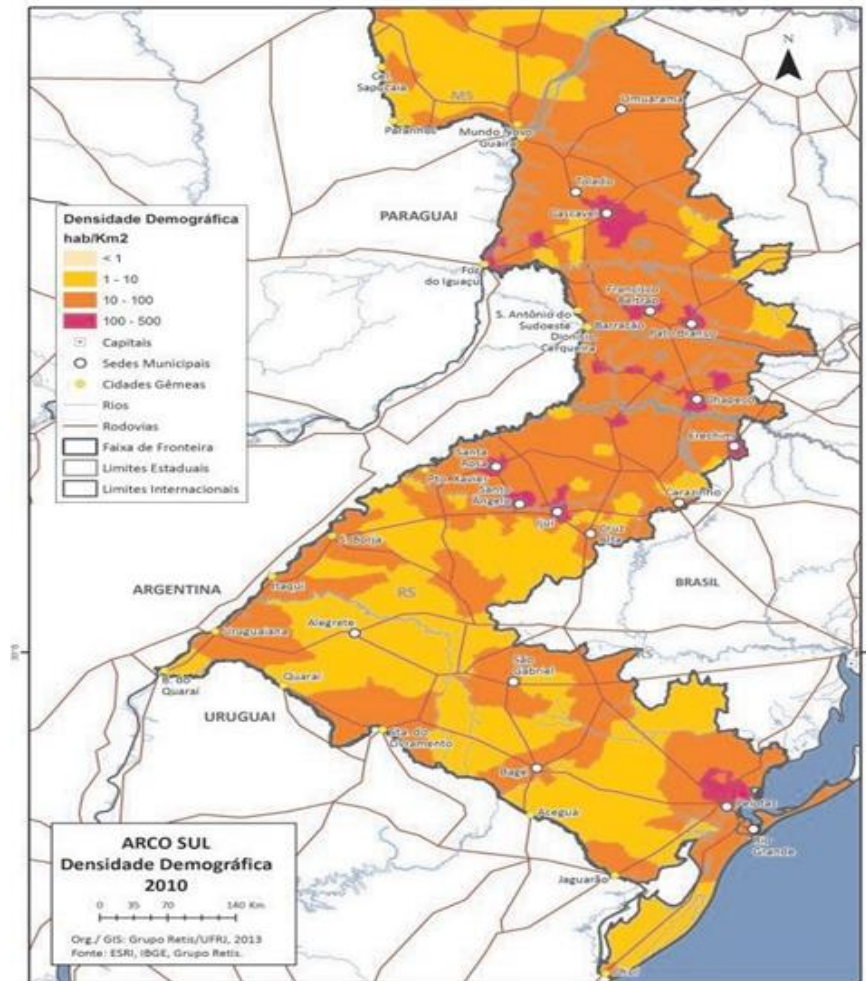 N
Cel.
Sapucaia
MS
Paranhos
Mundo Novo
Guaíra
Umuarama
Toledo
Cascavel
PARAGUAI
Densidade Demográfica
hab/Km2
< 1
1 - 10
10 - 100
100 - 500
Capitais
Sedes Municipais
Cidades Gêmeas
Rios
Rodovias
Faixa de Fronteira
Limites Estaduais
Limites Internacionais
Foz
do Iguaçu
Francisco
Beltrão
S. Antônio do
Sudoeste
Barracão
Dionísio
Cerqueira
Pato Branco
Chapecó
Erechim
Santa
Rosa
Pto. Xavier
Santo
Ângelo
Ijuí
Carazinho
Cruz
Alta
S. Borja
ARGENTINA
Itaqui
RS
BRASIL
Uruguaiana
Alegrete
B. do
Quaraí
Quaraí
São
Gabriel
URUGUAI
Sta. do
Livramento
Bagé
Aceguá
Pelotas
Rio
Grande
Jaguarão
ARCO SUL
Densidade Demográfica
2010
0 35 70 140 Km
Org./ GIS: Grupo Retis/UFRJ, 2013
Fonte: ESRI, IBGE, Grupo Retis.